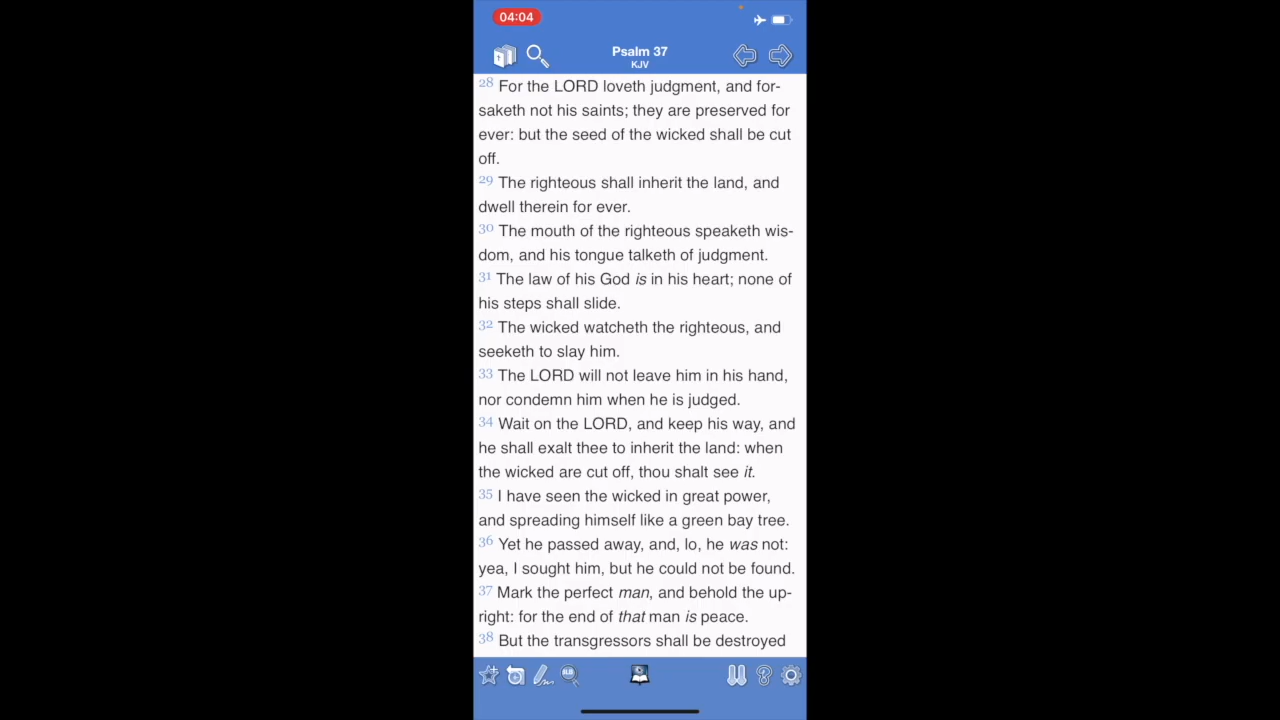 04:04
Psalm 37
KJV
28 For the LORD loveth judgment, and for-
saketh not his saints; they are preserved for
ever: but the seed of the wicked shall be cut
off.
29 The righteous shall inherit the land, and
dwell therein for ever.
30 The mouth of the righteous speaketh wis-
dom, and his tongue talketh of judgment.
31 The law of his God is in his heart; none of
his steps shall slide.
32 The wicked watcheth the righteous, and
seeketh to slay him.
33 The LORD will not leave him in his hand,
nor condemn him when he is judged.
34 Wait on the LORD, and keep his way, and
he shall exalt thee to inherit the land: when
the wicked are cut off, thou shalt see it.
35 I have seen the wicked in great power,
and spreading himself like a green bay tree.
36 Yet he passed away, and, lo, he was not:
yea, I sought him, but he could not be found.
37 Mark the perfect man, and behold the up-
right: for the end of that man is peace.
38 But the transgressors shall be destroyed